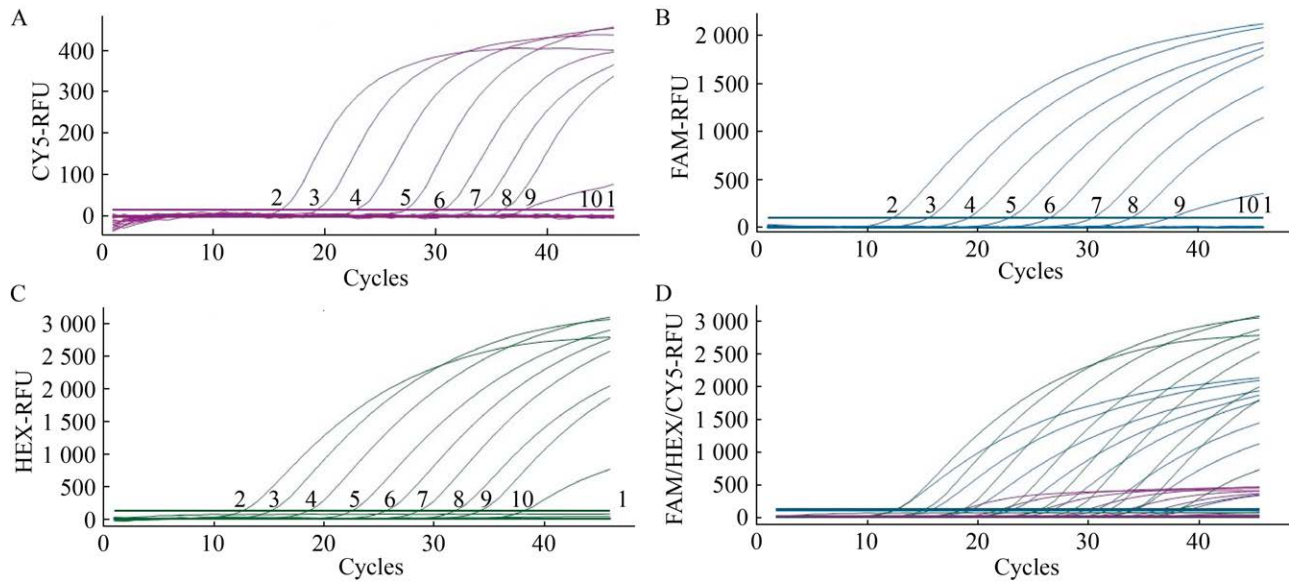 A
CY5-RFU
400
300
200
100
0
2 3 4 5 6 7 8 9 10 1
0 10 20 30 40
Cycles
B
FAM-RFU
2 000
1 500
1 000
500
0
2 3 4 5 6 7 8 9 10 1
0 10 20 30 40
Cycles
C
HEX-RFU
3 000
2 500
2 000
1 500
1 000
500
0
2 3 4 5 6 7 8 9 10 1
0 10 20 30 40
Cycles
D
FAM/HEX/CY5-RFU
3 000
2 500
2 000
1 500
1 000
500
0
0 10 20 30 40
Cycles